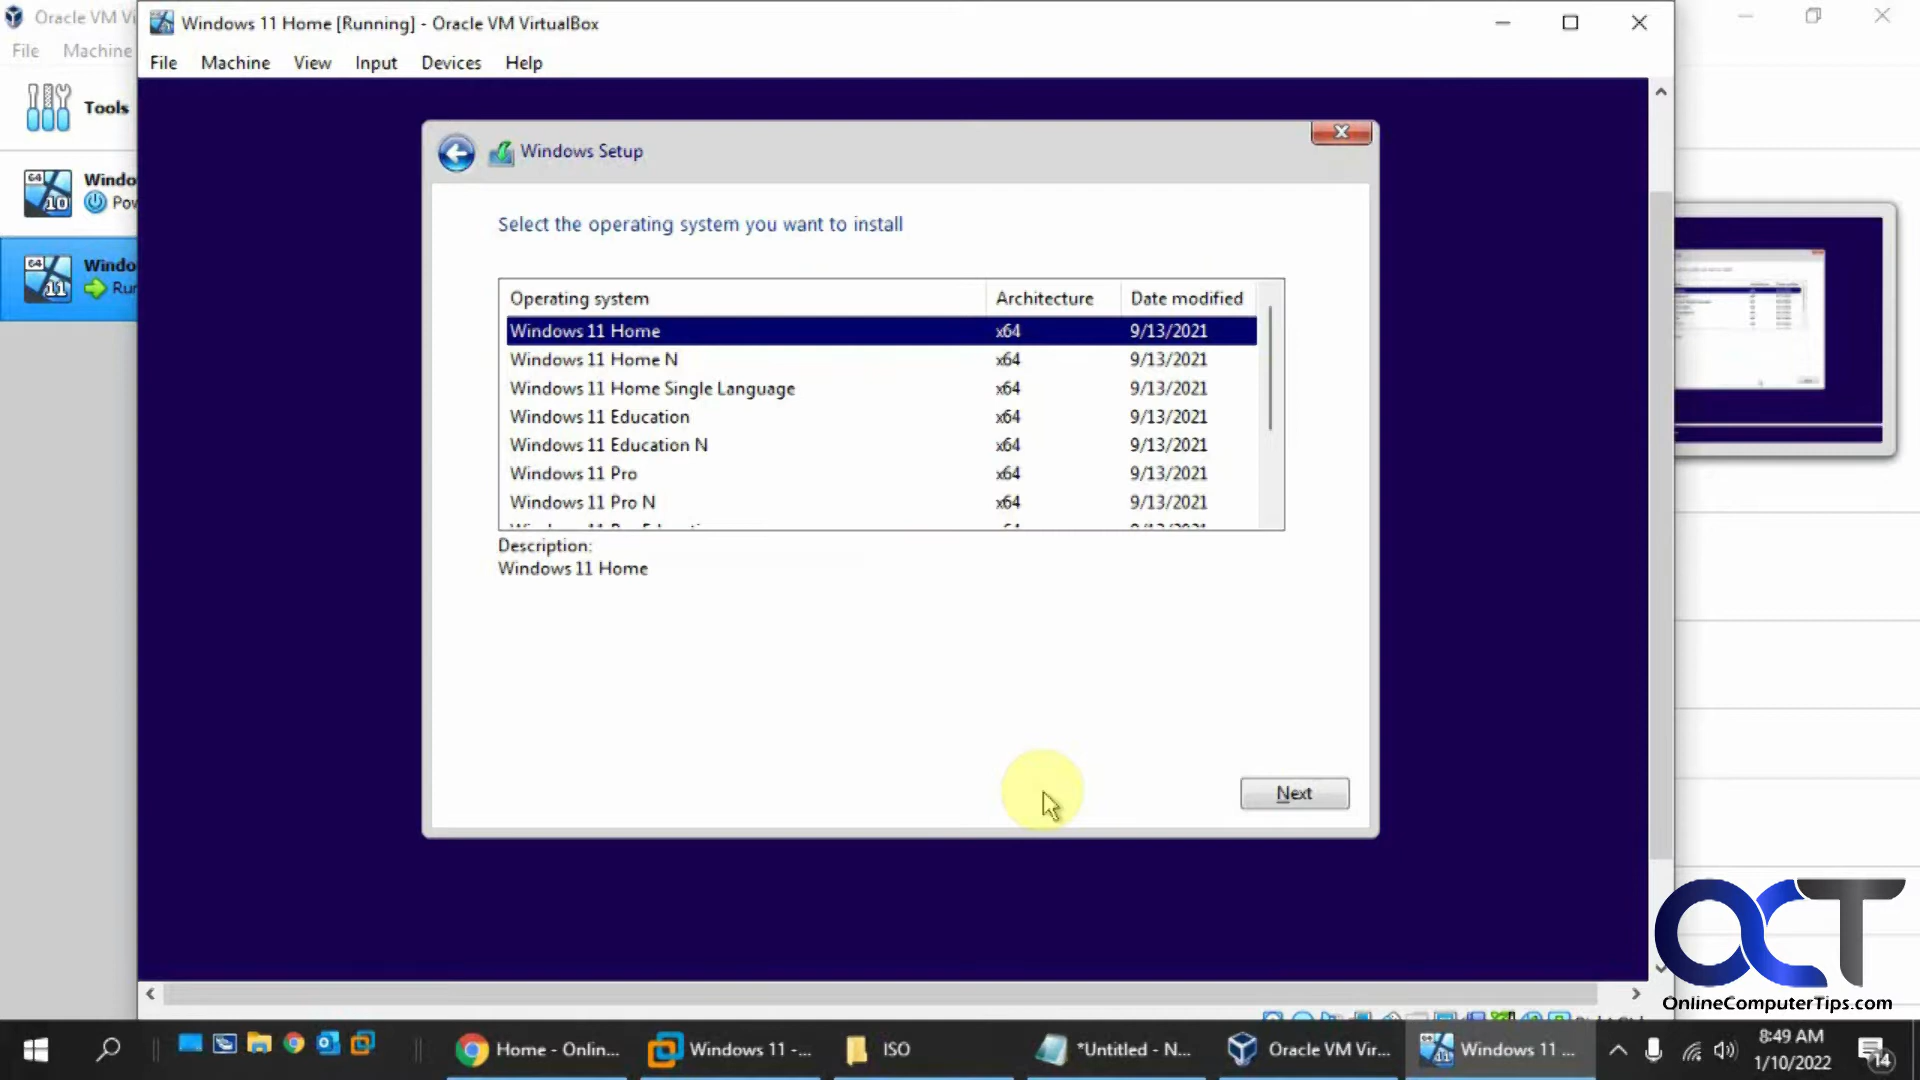 Oracle VM Vi
File Machine
Tools
64
10
Windo
Pow
64
11
Windo
Run
Windows 11 Home [Running] - Oracle VM VirtualBox
File Machine View Input Devices Help
Windows Setup
Select the operating system you want to install
Operating system Architecture Date modified
Windows 11 Home x64 9/13/2021
Windows 11 Home N x64 9/13/2021
Windows 11 Home Single Language x64 9/13/2021
Windows 11 Education x64 9/13/2021
Windows 11 Education N x64 9/13/2021
Windows 11 Pro x64 9/13/2021
Windows 11 Pro N x64 9/13/2021
Description:
Windows 11 Home
Next
OCT
OnlineComputerTips.com
Home - Onlin...
Windows 11 -...
ISO
*Untitled - N...
Oracle VM Vir...
Windows 11 ...
8:49 AM
1/10/2022
14